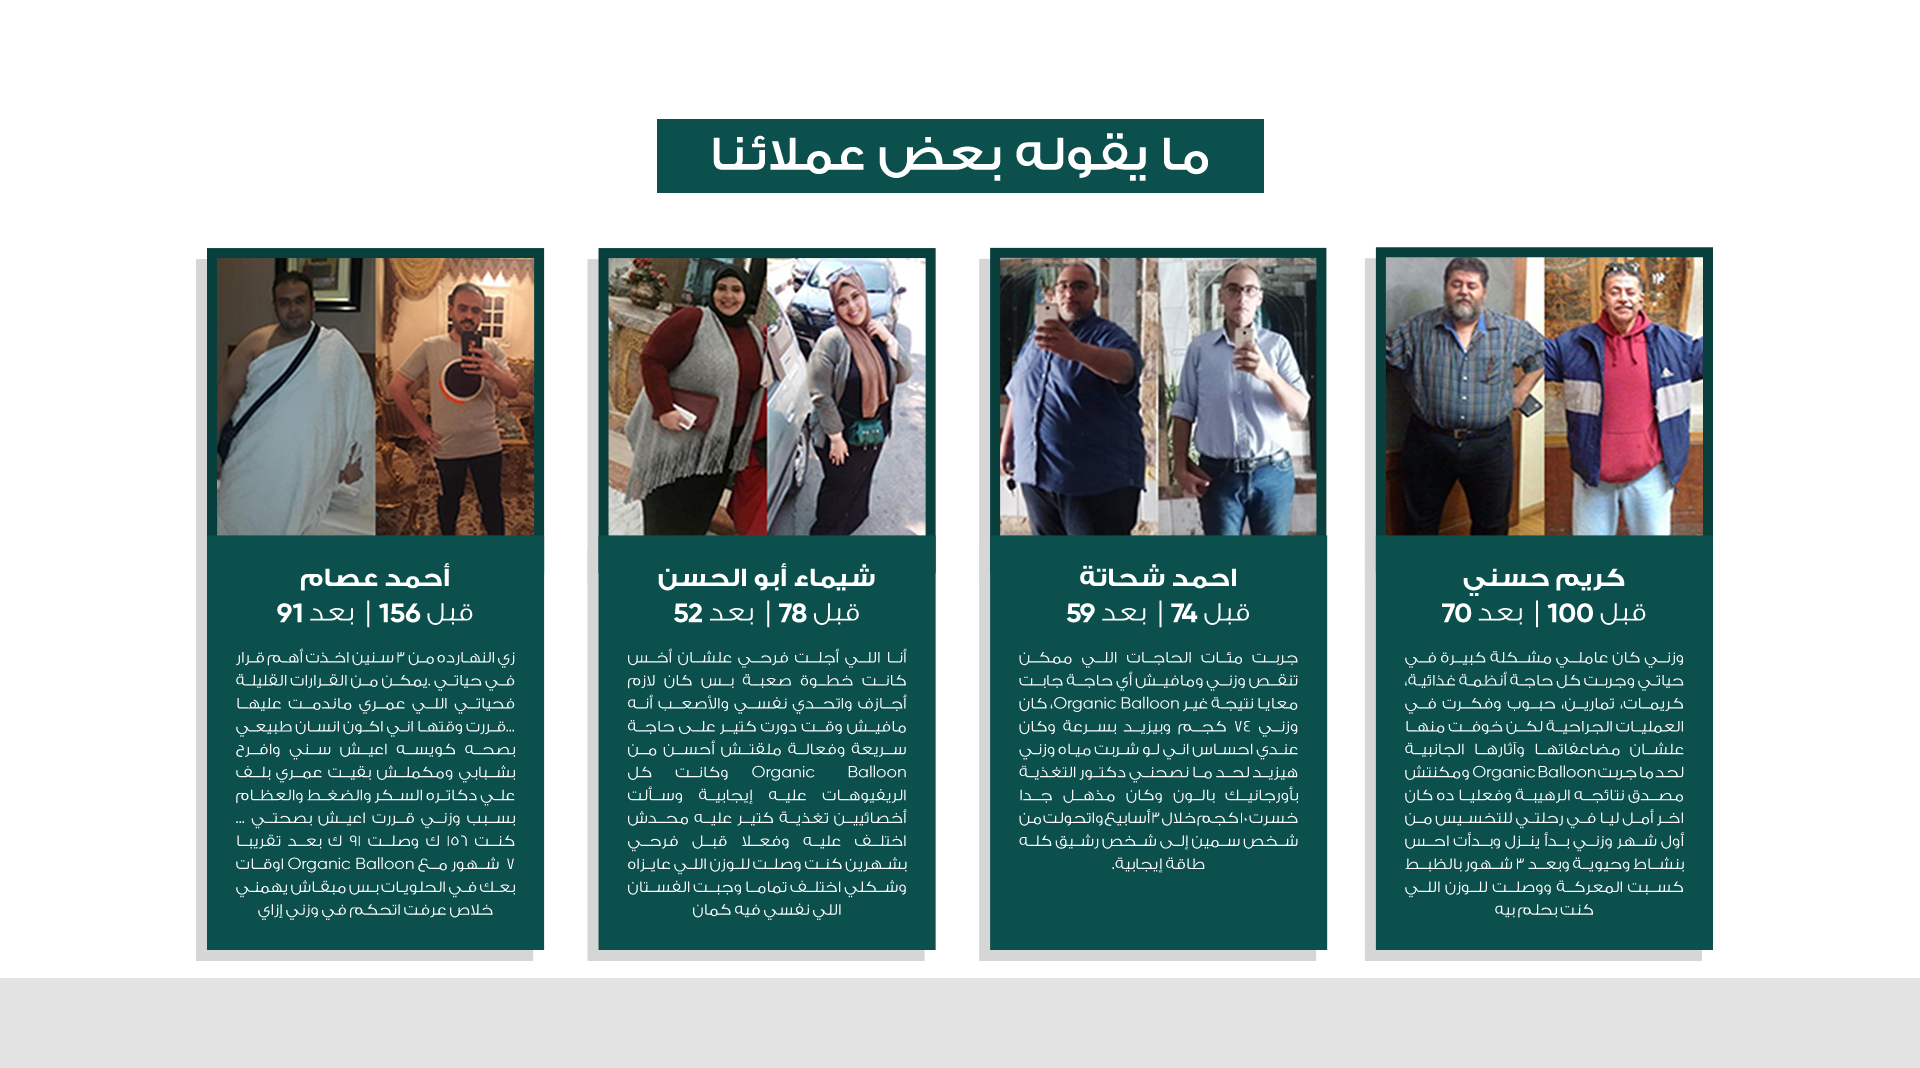 ما يقوله بعض عملائنا
كريم حسني
قبل 100 | بعد 70
وزني كان عاملي مشكلة كبيرة في
حياتي وجربت كل حاجة أنظمة غذائية،
كريمات، تمارين، حبوب وفكرت في
العمليات الجراحية لكن خوفت منها
علشان مضاعفاتها وآثارها الجانبية
لحد ما جربت Organic Balloon ومكنتش
مصدق نتائجه الرهيبة وفعليا ده كان
اخر أمل ليا في رحلتي للتخسيس من
أول شهر وزني بدأ ينزل وبدأت احس
بنشاط وحيوية وبعد ٣ شهور بالظبط
كسبت المعركة ووصلت للوزن اللي
كنت بحلم بيه
احمد شحاتة
قبل 74 | بعد 59
جربت مئات الحاجات اللي ممكن
تنقص وزني ومافيش أي حاجة جابت
معايا نتيجة غير Organic Balloon، كان
وزني ٧٤ كجم وبيزيد بسرعة وكان
عندي احساس اني لو شربت مياه وزني
هيزيد لحد ما نصحني دكتور التغذية
بأورجانيك بالون وكان مذهل جدا
خسرت ١٠ كجم خلال ٣ أسابيع واتحولت من
شخص سمين إلى شخص رشيق كله
طاقة إيجابية.
شيماء أبو الحسن
قبل 78 | بعد 52
أنا اللي أجلت فرحي علشان أخس
كانت خطوة صعبة بس كان لازم
أجازف واتحدي نفسي والأصعب أنه
مافيش وقت دورت كتير على حاجة
سريعة وفعالة ملقتش أحسن من
Organic Balloon وكانت كل
الريفيوهات عليه إيجابية وسألت
أخصائيين تغذية كتير عليه محدش
اختلف عليه وفعلا قبل فرحي
بشهرين كنت وصلت للوزن اللي عايزاه
وشكلي اختلف تماما وجبت الفستان
اللي نفسي فيه كمان
أحمد عصام
قبل 156 | بعد 91
زي النهارده من ٣ سنين اخذت أهم قرار
في حياتي .يمكن من القرارات القليلة
فحياتي اللي عمري ماندمت عليها
...قررت وقتها اني اكون انسان طبيعي
بصحه كويسه اعيش سني وافرح
بشبابي ومكملش بقيت عمري بلف
علي دكاتره السكر والضغط والعظام
بسبب وزني قررت اعيش بصحتي ...
كنت ١٥٦ ك وصلت ٩١ ك بعد تقريبا
٧ شهور مع Organic Balloon اوقات
بعك في الحلويات بس مبقاش يهمني
خلاص عرفت اتحكم في وزني إزاي